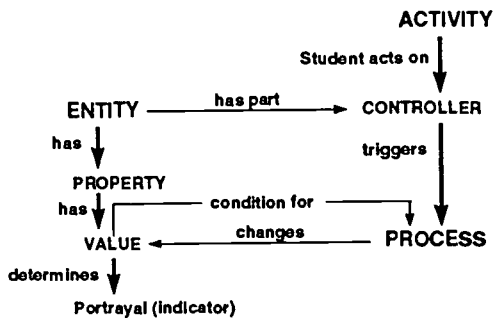 ACTIVITY
Student acts on
ENTITY
has part
CONTROLLER
has
triggers
PROPERTY
has
condition for
VALUE
changes
PROCESS
determines
Portrayal (indicator)